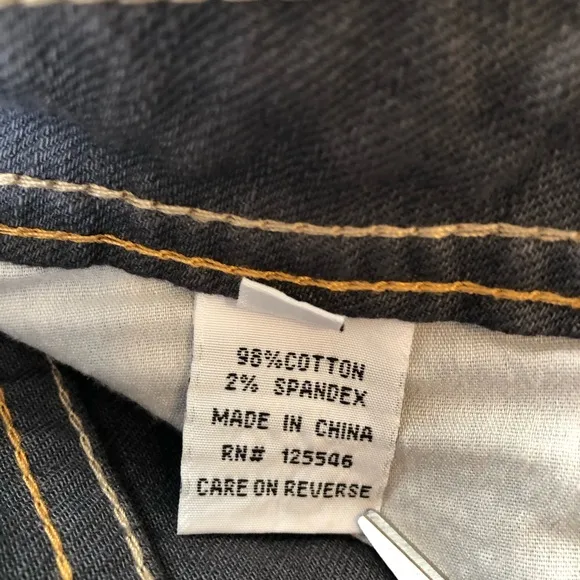 98%COTTON
2% SPANDEX
MADE IN CHINA
RN# 125546
CARE ON REVERSE